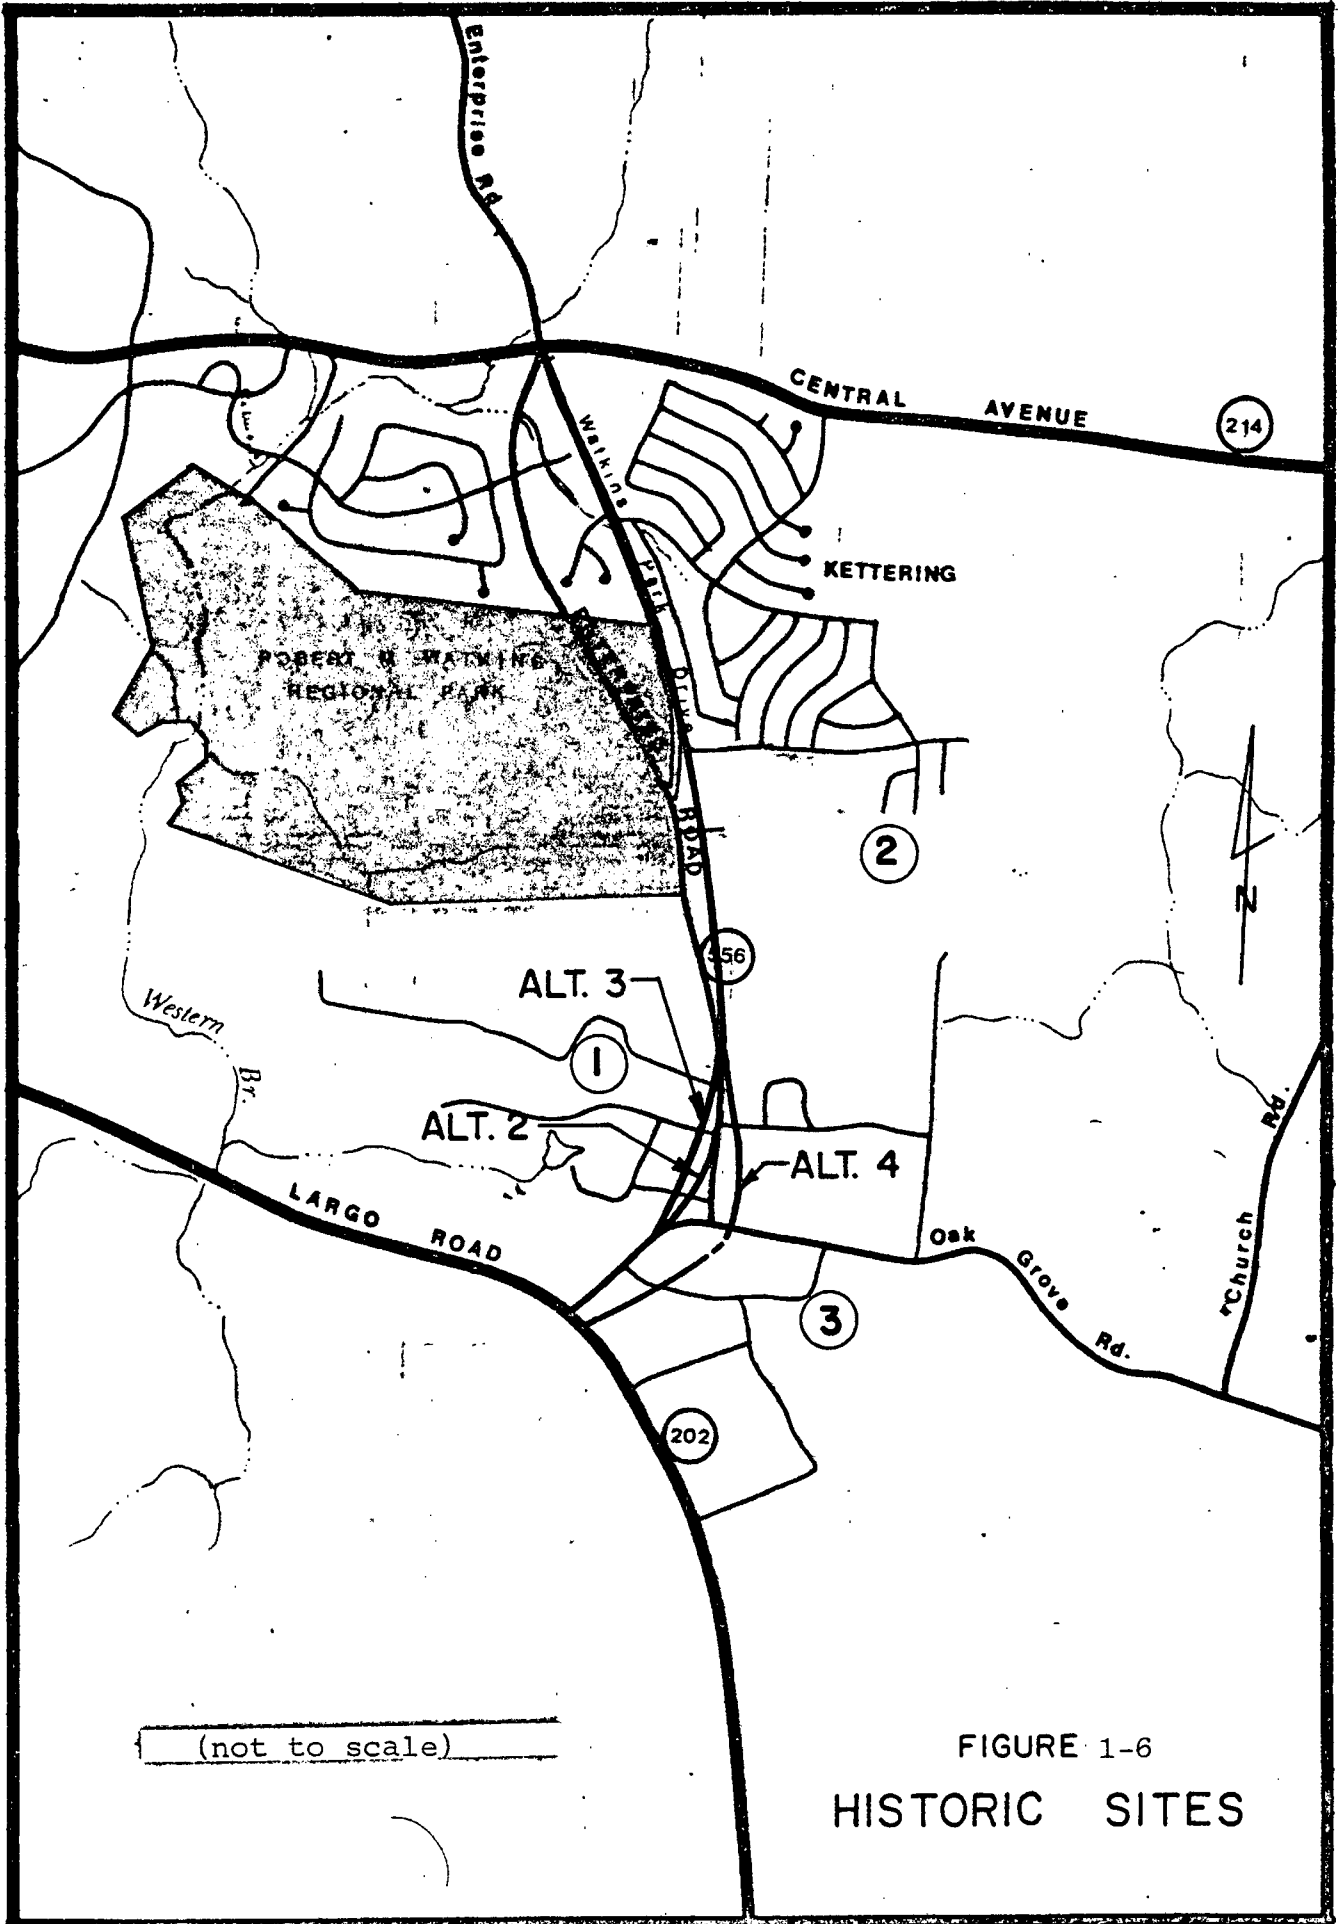 Enterprise Rd
CENTRAL AVENUE
214
Watkins Park Drive
KETTERING
ROBERT M WATKINS
REGIONAL PARK
ENTERPRISE ROAD
2
N
556
ALT. 3
Western Br.
1
ALT. 2
ALT. 4
LARGO ROAD
Oak Grove Rd.
Church Rd.
3
202
(not to scale)
FIGURE 1-6
HISTORIC SITES